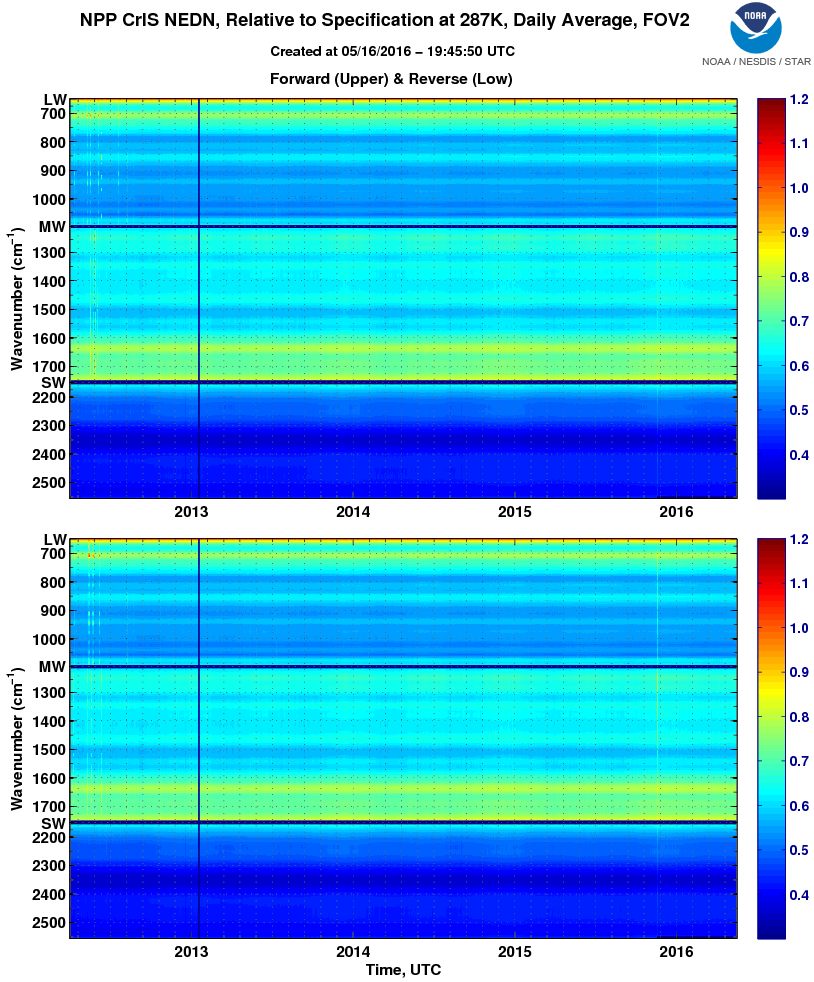 NPP CrIS NEDN, Relative to Specification at 287K, Daily Average, FOV2
NOAA
Created at 05/16/2016 – 19:45:50 UTC
NOAA / NESDIS / STAR
Forward (Upper) & Reverse (Low)
LW
700
800
900
1000
MW
1300
1400
1500
1600
1700
SW
2200
2300
2400
2500
Wavenumber (cm−1)
2013 2014 2015 2016
1.2
1.1
1.0
0.9
0.8
0.7
0.6
0.5
0.4
LW
700
800
900
1000
MW
1300
1400
1500
1600
1700
SW
2200
2300
2400
2500
Wavenumber (cm−1)
2013 2014 2015 2016
Time, UTC
1.2
1.1
1.0
0.9
0.8
0.7
0.6
0.5
0.4